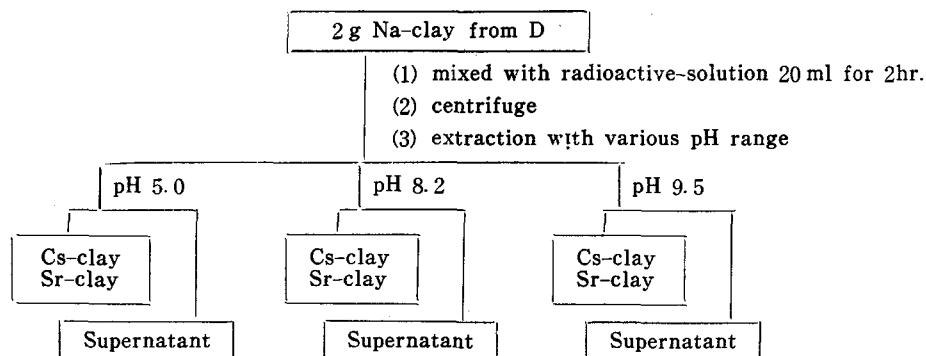 2 g Na-clay from D
(1) mixed with radioactive-solution 20 ml for 2hr.
(2) centrifuge
(3) extraction with various pH range
pH 5.0
pH 8.2
pH 9.5
Cs-clay
Sr-clay
Cs-clay
Sr-clay
Cs-clay
Sr-clay
Supernatant
Supernatant
Supernatant